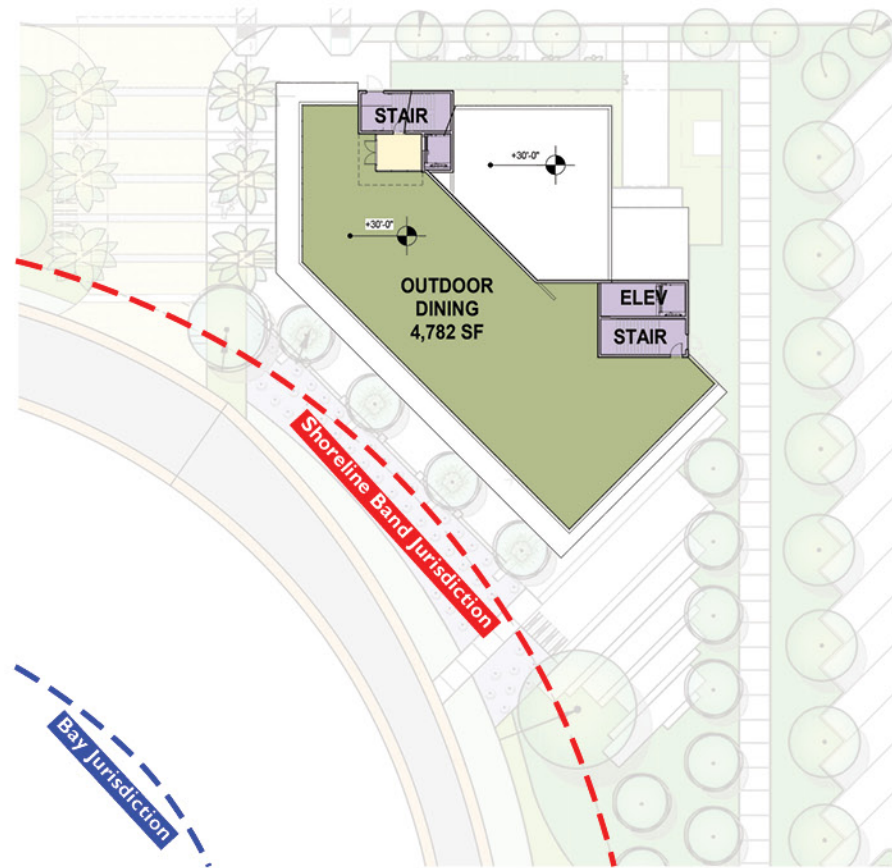 STAIR
+30'-0"
+30'-0"
OUTDOOR
DINING
4,782 SF
ELEV
STAIR
Shoreline Band Jurisdiction
Bay Jurisdiction